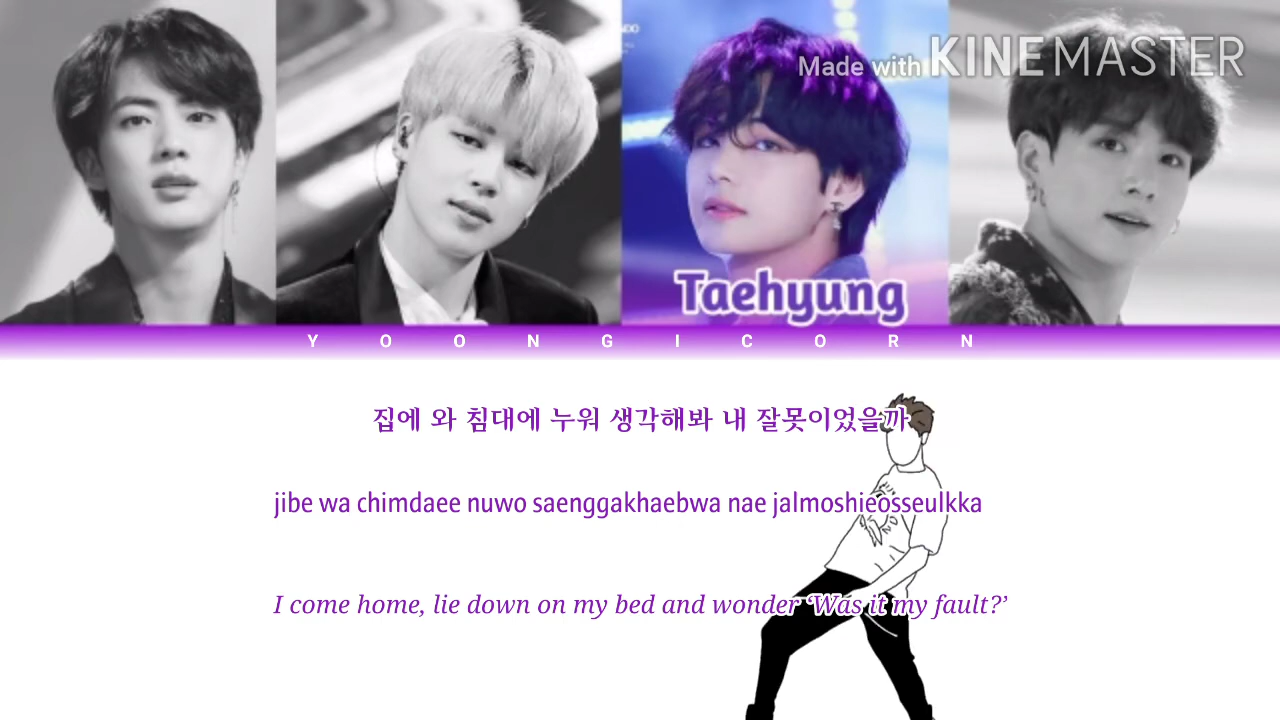 Made with KINEMASTER
Taehyung
YOONGICORN
집에 와 침대에 누워 생각해봐 내 잘못이었을까
jibe wa chimdaee nuwo saenggakhaebwa nae jalmoshieosseulkka
I come home, lie down on my bed and wonder ‘Was it my fault?’